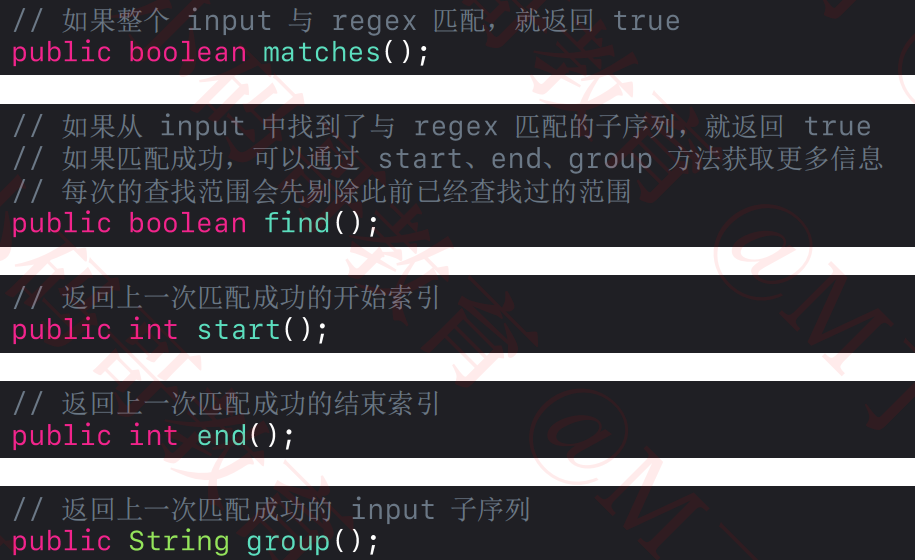 // 如果整个 input 与 regex 匹配，就返回 true
public boolean matches();
// 如果从 input 中找到了与 regex 匹配的子序列，就返回 true
// 如果匹配成功，可以通过 start、end、group 方法获取更多信息
// 每次的查找范围会先剔除此前已经查找过的范围
public boolean find();
// 返回上一次匹配成功的开始索引
public int start();
// 返回上一次匹配成功的结束索引
public int end();
// 返回上一次匹配成功的 input 子序列
public String group();